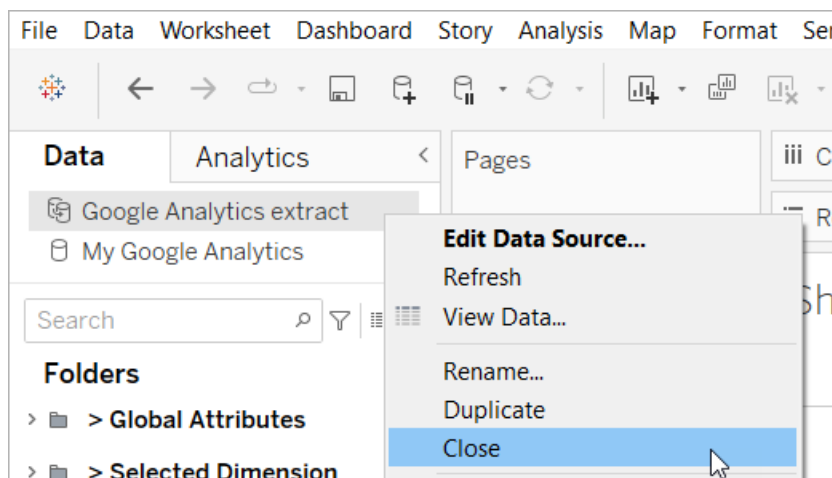 File Data Worksheet Dashboard Story Analysis Map Format
Data Analytics
Pages
Google Analytics extract
My Google Analytics
Edit Data Source...
Refresh
View Data...
Search
Folders
Rename...
Duplicate
> Global Attributes
Close
> Selected Dimension